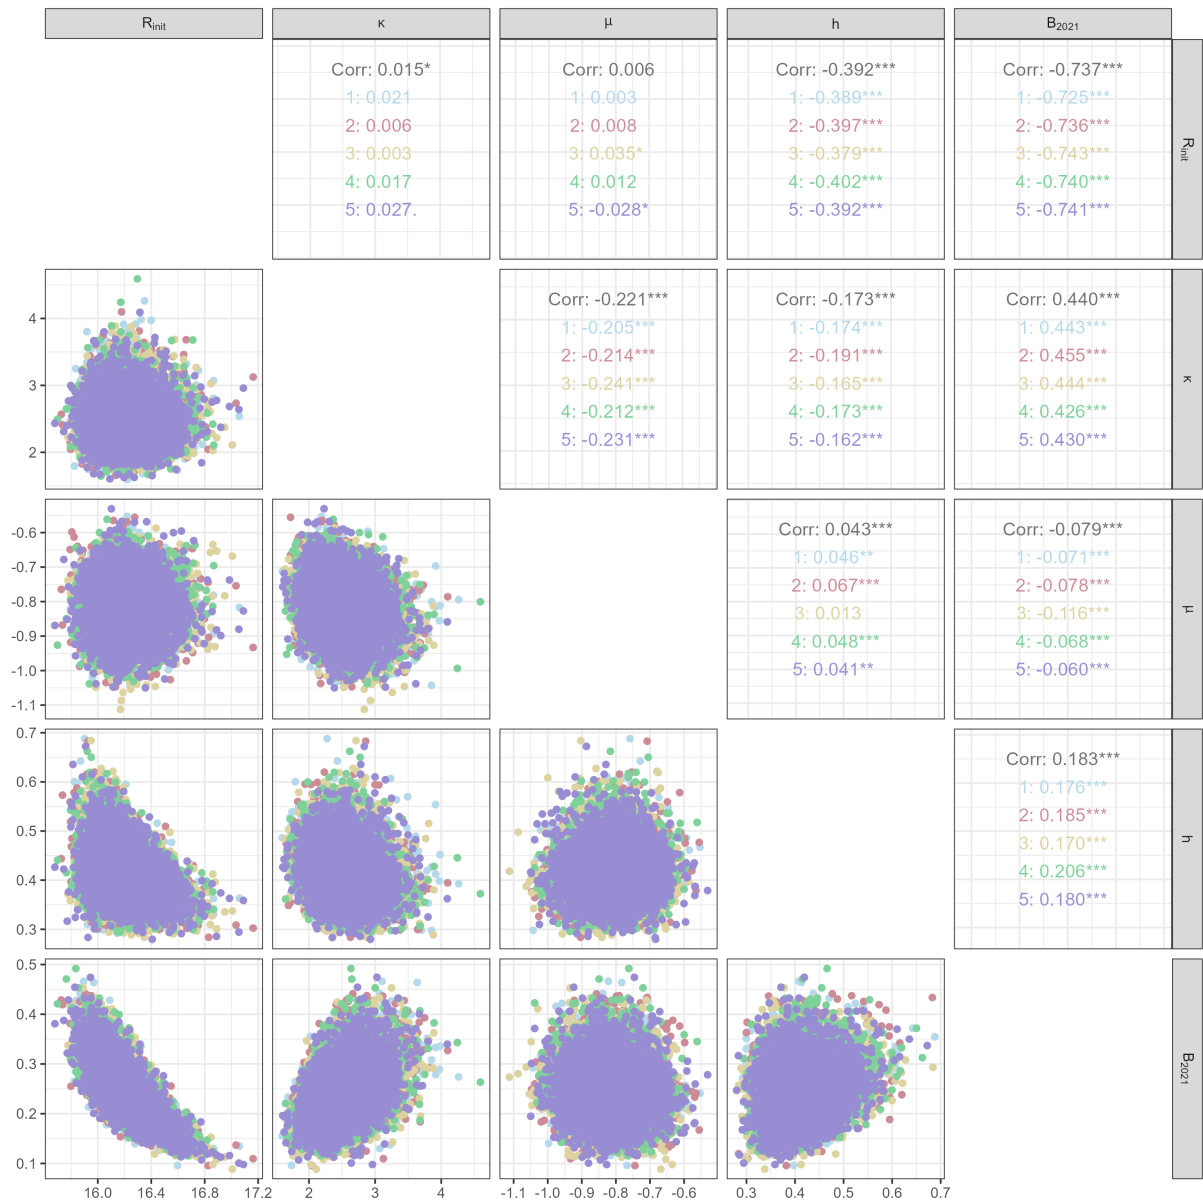 R_init
κ
μ
h
B_2021
Corr: 0.015*
1: 0.021
2: 0.006
3: 0.003
4: 0.017
5: 0.027.
Corr: 0.006
1: 0.003
2: 0.008
3: 0.035*
4: 0.012
5: -0.028*
Corr: -0.392***
1: -0.389***
2: -0.397***
3: -0.379***
4: -0.402***
5: -0.392***
Corr: -0.737***
1: -0.725***
2: -0.736***
3: -0.743***
4: -0.740***
5: -0.741***
R_init
4
3
2
Corr: -0.221***
1: -0.205***
2: -0.214***
3: -0.241***
4: -0.212***
5: -0.231***
Corr: -0.173***
1: -0.174***
2: -0.191***
3: -0.165***
4: -0.173***
5: -0.162***
Corr: 0.440***
1: 0.443***
2: 0.455***
3: 0.444***
4: 0.426***
5: 0.430***
κ
-0.6
-0.7
-0.8
-0.9
-1.0
-1.1
Corr: 0.043***
1: 0.046**
2: 0.067***
3: 0.013
4: 0.048***
5: 0.041**
Corr: -0.079***
1: -0.071***
2: -0.078***
3: -0.116***
4: -0.068***
5: -0.060***
μ
0.7
0.6
0.5
0.4
0.3
Corr: 0.183***
1: 0.176***
2: 0.185***
3: 0.170***
4: 0.206***
5: 0.180***
h
0.5
0.4
0.3
0.2
0.1
B_2021
16.0 16.4 16.8 17.2
2 3 4
-1.1 -1.0 -0.9 -0.8 -0.7 -0.6
0.3 0.4 0.5 0.6 0.7